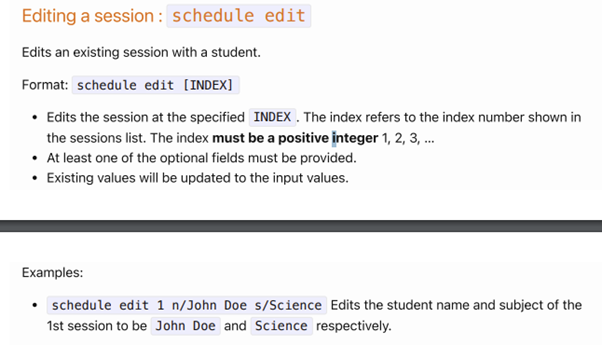 Editing a session : schedule edit
Edits an existing session with a student.
Format: schedule edit [INDEX]
• Edits the session at the specified INDEX . The index refers to the index number shown in
the sessions list. The index must be a positive integer 1, 2, 3, ...
• At least one of the optional fields must be provided.
• Existing values will be updated to the input values.
Examples:
• schedule edit 1 n/John Doe s/Science Edits the student name and subject of the
1st session to be John Doe and Science respectively.